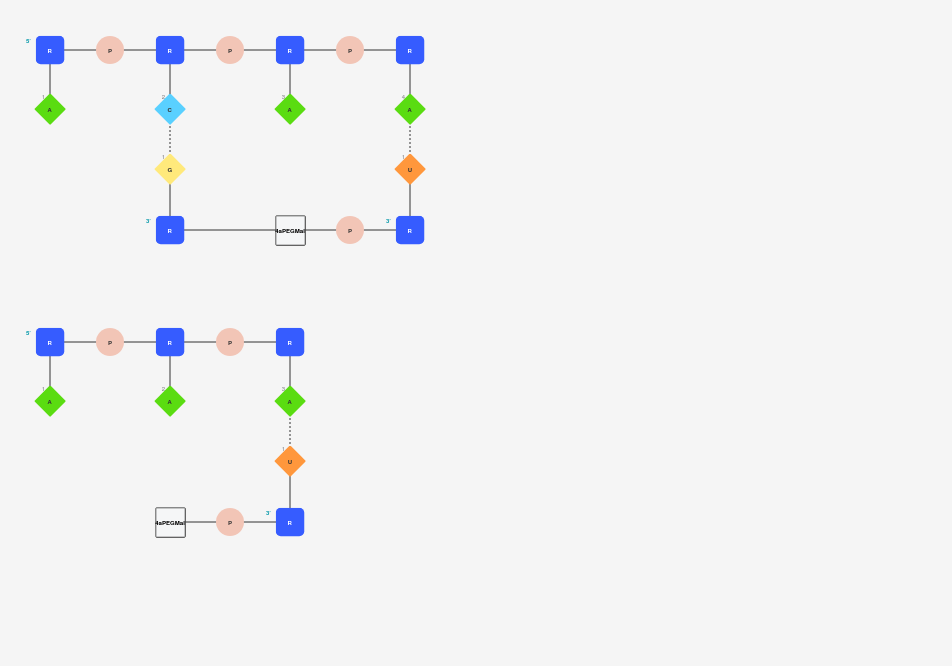 5' R P R P R P R
1 2 3 4
A C A A
1 1
G U
3' R 4aPEGMal P 3' R
5' R P R P R
1 2 3
A A A
1
U
4aPEGMal P 3' R